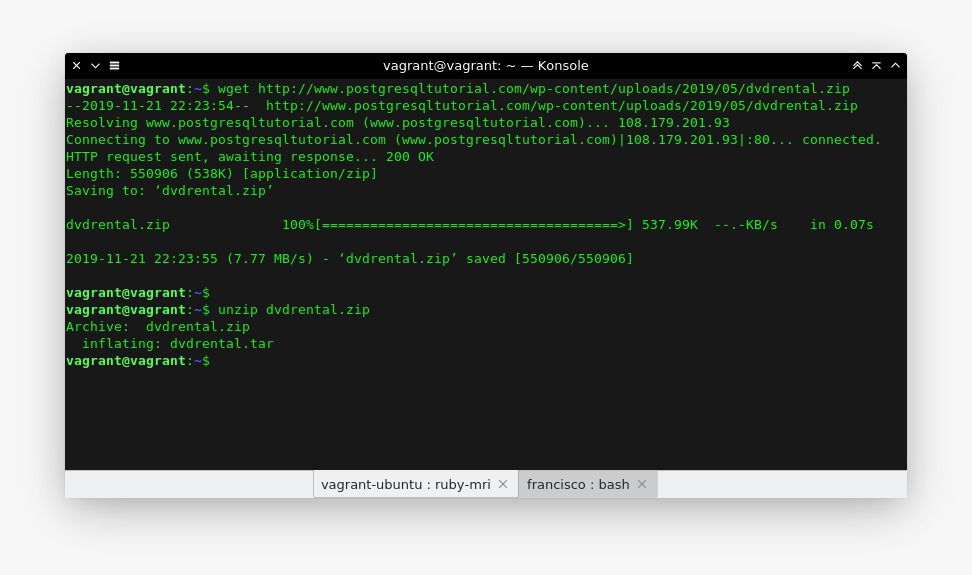 vagrant@vagrant: ~ — Konsole
vagrant@vagrant:~$ wget http://www.postgresqltutorial.com/wp-content/uploads/2019/05/dvdrental.zip
--2019-11-21 22:23:54--  http://www.postgresqltutorial.com/wp-content/uploads/2019/05/dvdrental.zip
Resolving www.postgresqltutorial.com (www.postgresqltutorial.com)... 108.179.201.93
Connecting to www.postgresqltutorial.com (www.postgresqltutorial.com)|108.179.201.93|:80... connected.
HTTP request sent, awaiting response... 200 OK
Length: 550906 (538K) [application/zip]
Saving to: ‘dvdrental.zip’
dvdrental.zip              100%[=====================================>] 537.99K  --.-KB/s    in 0.07s
2019-11-21 22:23:55 (7.77 MB/s) - ‘dvdrental.zip’ saved [550906/550906]
vagrant@vagrant:~$
vagrant@vagrant:~$ unzip dvdrental.zip
Archive:  dvdrental.zip
  inflating: dvdrental.tar
vagrant@vagrant:~$
vagrant-ubuntu : ruby-mri
francisco : bash